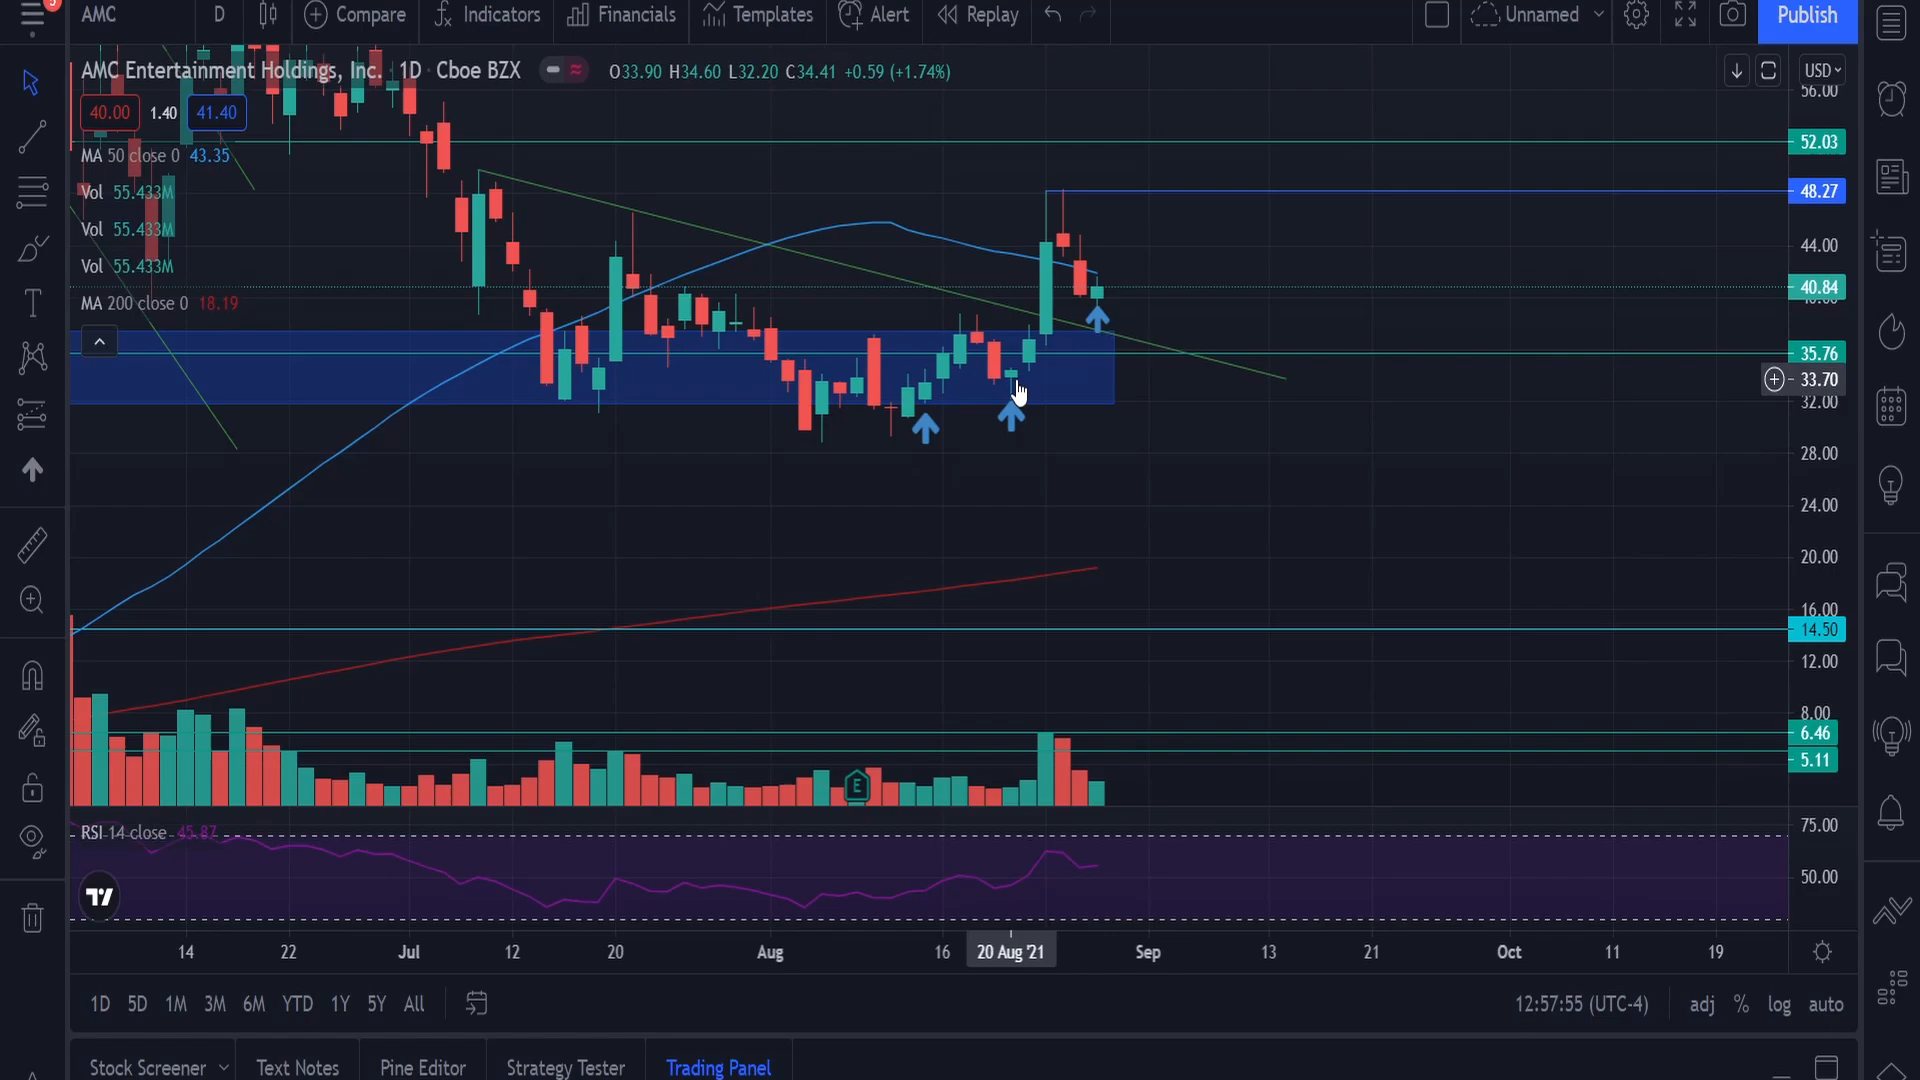 5
AMC D Compare Indicators Financials Templates Alert Replay Unnamed Publish
AMC Entertainment Holdings, Inc. · 1D · Cboe BZX O33.90 H34.60 L32.20 C34.41 +0.59 (+1.74%)
USD
56.00
40.00 1.40 41.40
52.03
MA 50 close 0 43.35
Vol 55.433M
48.27
Vol 55.433M
44.00
Vol 55.433M
40.84
MA 200 close 0 18.19
35.76
33.70
32.00
28.00
24.00
20.00
16.00
14.50
12.00
8.00
6.46
5.11
E
RSI 14 close 45.87
75.00
50.00
14 22 Jul 12 20 Aug 16 20 Aug '21 Sep 13 21 Oct 11 19
1D 5D 1M 3M 6M YTD 1Y 5Y All 12:57:55 (UTC-4) adj % log auto
Stock Screener Text Notes Pine Editor Strategy Tester Trading Panel